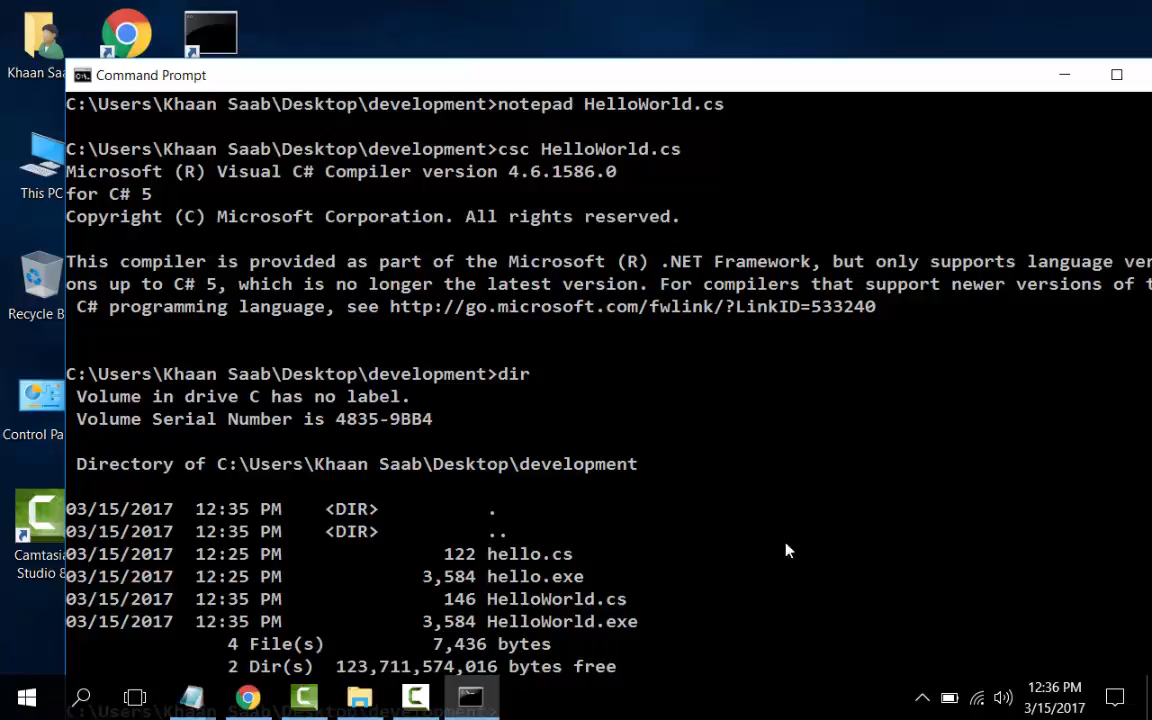 Khaan Saa
Command Prompt
C:\Users\Khaan Saab\Desktop\development>notepad HelloWorld.cs
C:\Users\Khaan Saab\Desktop\development>csc HelloWorld.cs
Microsoft (R) Visual C# Compiler version 4.6.1586.0
This PC
for C# 5
Copyright (C) Microsoft Corporation. All rights reserved.
This compiler is provided as part of the Microsoft (R) .NET Framework, but only supports language ver
ons up to C# 5, which is no longer the latest version. For compilers that support newer versions of t
Recycle B
C# programming language, see http://go.microsoft.com/fwlink/?LinkID=533240
C:\Users\Khaan Saab\Desktop\development>dir
Volume in drive C has no label.
Volume Serial Number is 4835-9BB4
Control Pa
Directory of C:\Users\Khaan Saab\Desktop\development
03/15/2017 12:35 PM <DIR> .
03/15/2017 12:35 PM <DIR> ..
Camtasia
Studio 8
03/15/2017 12:25 PM 122 hello.cs
03/15/2017 12:25 PM 3,584 hello.exe
03/15/2017 12:35 PM 146 HelloWorld.cs
03/15/2017 12:35 PM 3,584 HelloWorld.exe
4 File(s) 7,436 bytes
2 Dir(s) 123,711,574,016 bytes free
12:36 PM
3/15/2017